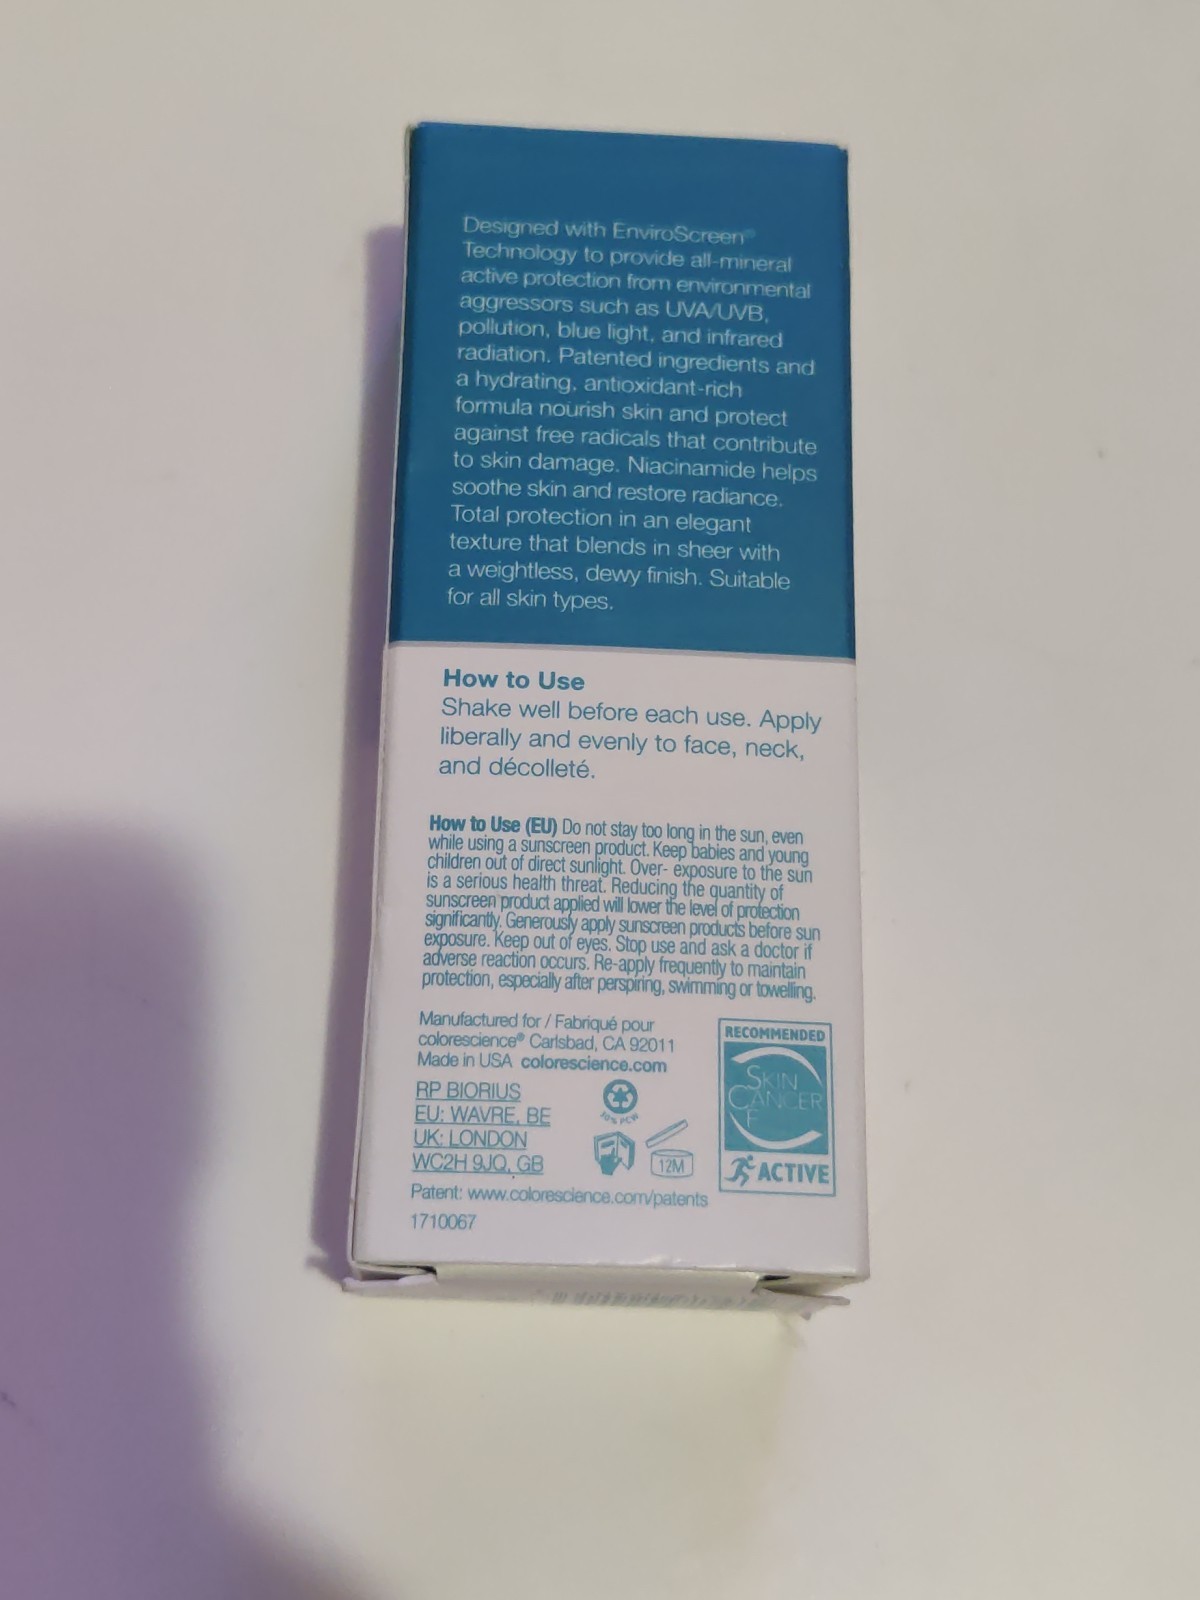 Designed with EnviroScreen®
Technology to provide all-mineral
active protection from environmental
aggressors such as UVA/UVB,
pollution, blue light, and infrared
radiation. Patented ingredients and
a hydrating, antioxidant-rich
formula nourish skin and protect
against free radicals that contribute
to skin damage. Niacinamide helps
soothe skin and restore radiance.
Total protection in an elegant
texture that blends in sheer with
a weightless, dewy finish. Suitable
for all skin types.
How to Use
Shake well before each use. Apply
liberally and evenly to face, neck,
and décolleté.
How to Use (EU) Do not stay too long in the sun, even
while using a sunscreen product. Keep babies and young
children out of direct sunlight. Over- exposure to the sun
is a serious health threat. Reducing the quantity of
sunscreen product applied will lower the level of protection
significantly. Generously apply sunscreen products before sun
exposure. Keep out of eyes. Stop use and ask a doctor if
adverse reaction occurs. Re-apply frequently to maintain
protection, especially after perspiring, swimming or towelling.
Manufactured for / Fabriqué pour
colorescience® Carlsbad, CA 92011
Made in USA colorescience.com
RP BIORIUS
EU: WAVRE, BE
UK: LONDON
WC2H 9JQ, GB
Patent: www.colorescience.com/patents
1710067
12M
RECOMMENDED
SKIN
CANCER
F
ACTIVE